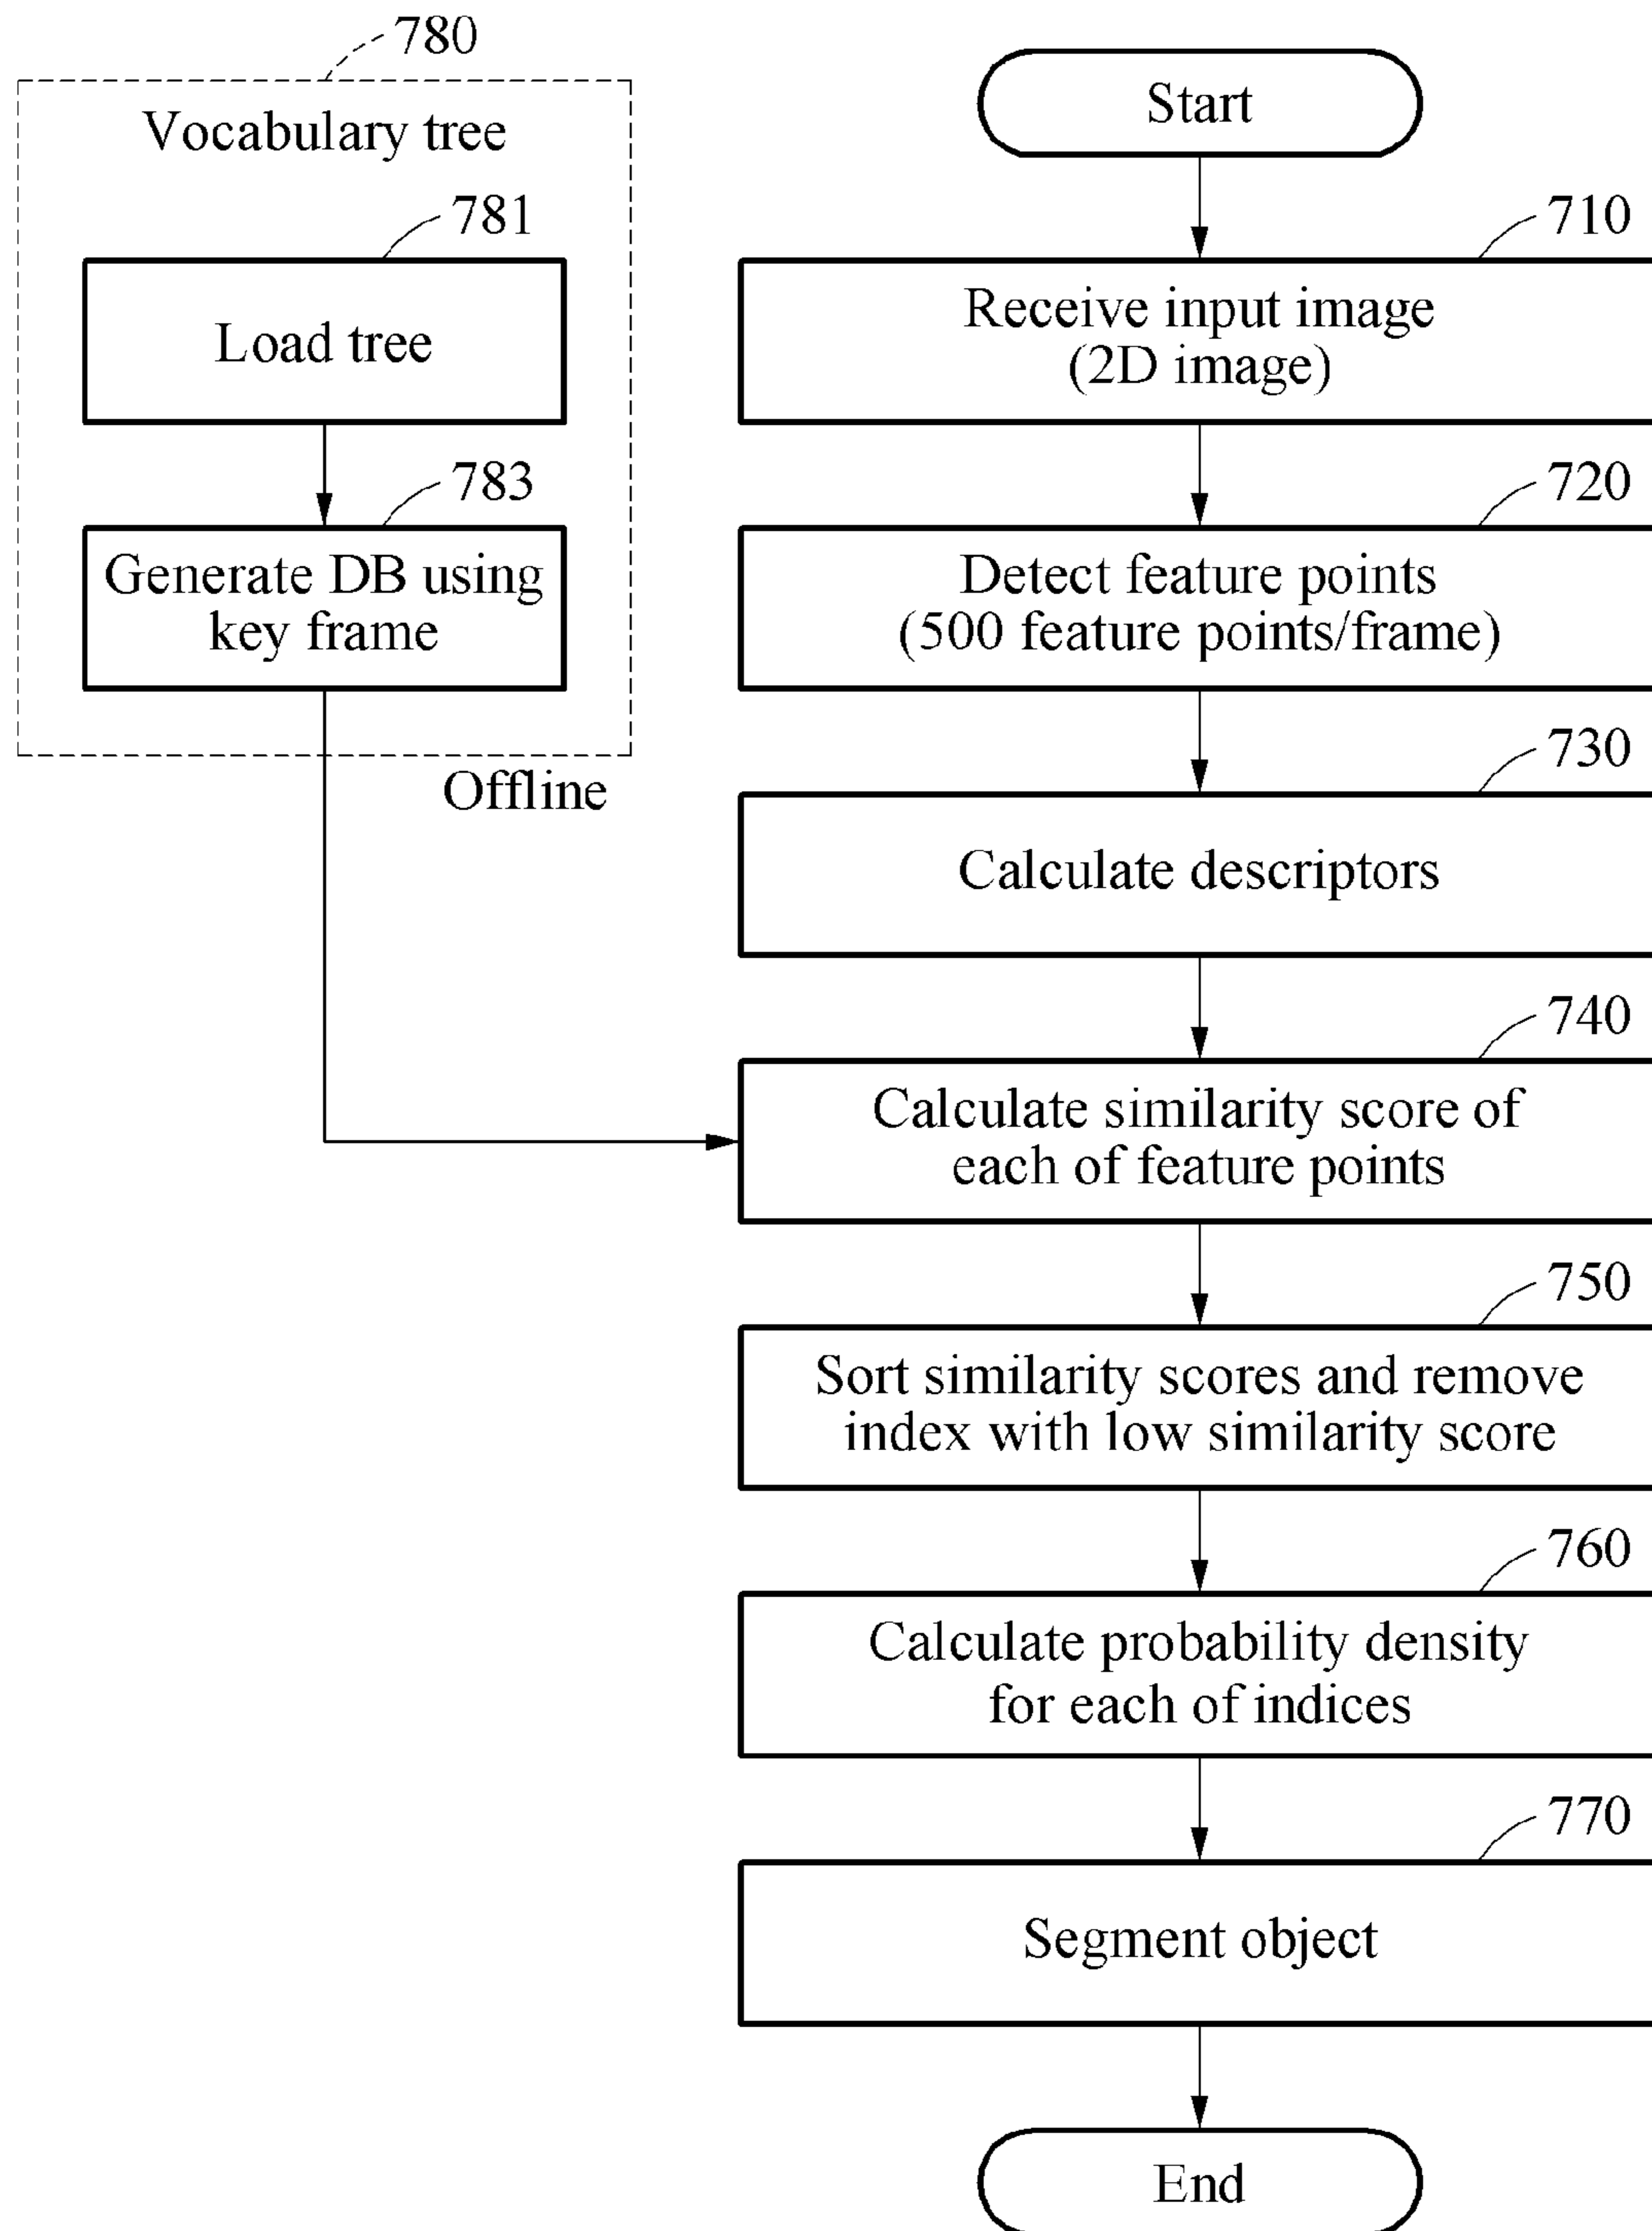 780
Vocabulary tree
781
Load tree
783
Generate DB using
key frame
Offline
Start
710
Receive input image
(2D image)
720
Detect feature points
(500 feature points/frame)
730
Calculate descriptors
740
Calculate similarity score of
each of feature points
750
Sort similarity scores and remove
index with low similarity score
760
Calculate probability density
for each of indices
770
Segment object
End